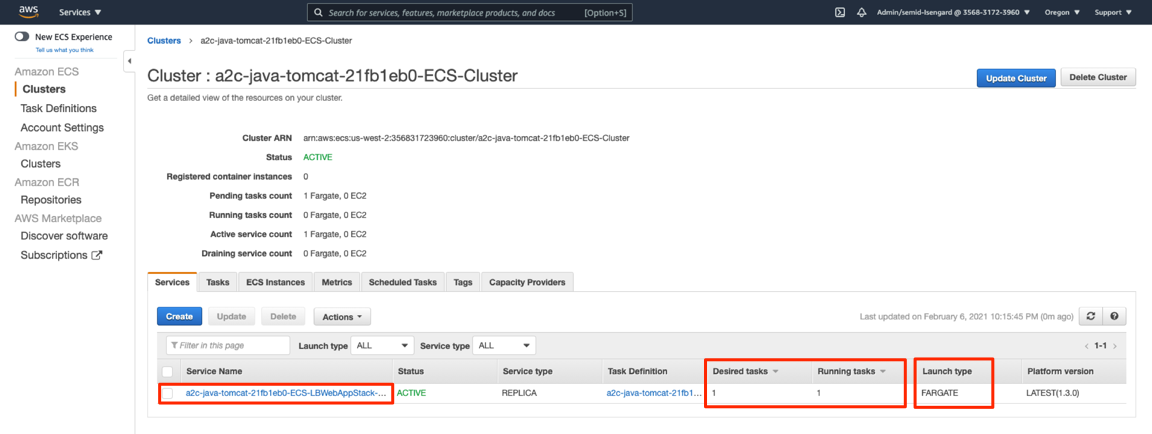 aws Services ▼ Search for services, features, marketplace products, and docs [Option+S] Admin/semid-Isengard @ 3568-3172-3960 ▼ Oregon ▼ Support ▼
New ECS Experience
Tell us what you think
Amazon ECS
Clusters
Task Definitions
Account Settings
Amazon EKS
Clusters
Amazon ECR
Repositories
AWS Marketplace
Discover software
Subscriptions
Clusters > a2c-java-tomcat-21fb1eb0-ECS-Cluster
Cluster : a2c-java-tomcat-21fb1eb0-ECS-Cluster Update Cluster Delete Cluster
Get a detailed view of the resources on your cluster.
Cluster ARN arn:aws:ecs:us-west-2:356831723960:cluster/a2c-java-tomcat-21fb1eb0-ECS-Cluster
Status ACTIVE
Registered container instances 0
Pending tasks count 1 Fargate, 0 EC2
Running tasks count 0 Fargate, 0 EC2
Active service count 1 Fargate, 0 EC2
Draining service count 0 Fargate, 0 EC2
Services Tasks ECS Instances Metrics Scheduled Tasks Tags Capacity Providers
Create Update Delete Actions Last updated on February 6, 2021 10:15:45 PM (0m ago)
Filter in this page Launch type ALL Service type ALL < 1-1 >
Service Name Status Service type Task Definition Desired tasks Running tasks Launch type Platform version
a2c-java-tomcat-21fb1eb0-ECS-LBWebAppStack-... ACTIVE REPLICA a2c-java-tomcat-21fb1... 1 1 FARGATE LATEST(1.3.0)